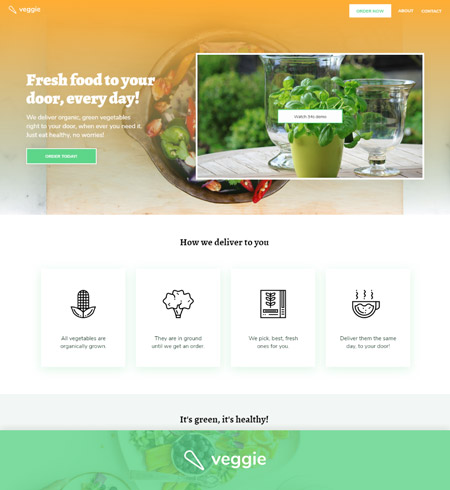 veggie
ORDER NOW
ABOUT
CONTACT
Fresh food to your
door, every day!
We deliver organic, green vegetables
right to your door, when ever you need it.
Just eat healthy, no worries!
ORDER TODAY!
Watch 1 Min demo
How we deliver to you
All vegetables are
organically grown.
They are in ground
until we get an order.
We pick, best, fresh
ones for you.
Deliver them the same
day, to your door!
It's green, it's healthy!
veggie